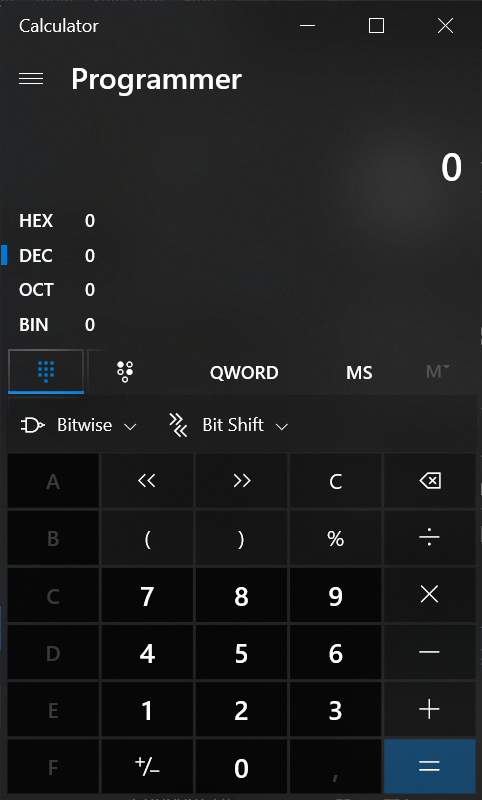 Calculator
Programmer
0
HEX 0
DEC 0
OCT 0
BIN 0
QWORD MS M
Bitwise Bit Shift
A << >> C
B ( ) % ÷
C 7 8 9 ×
D 4 5 6 −
E 1 2 3 +
F +/− 0 , =